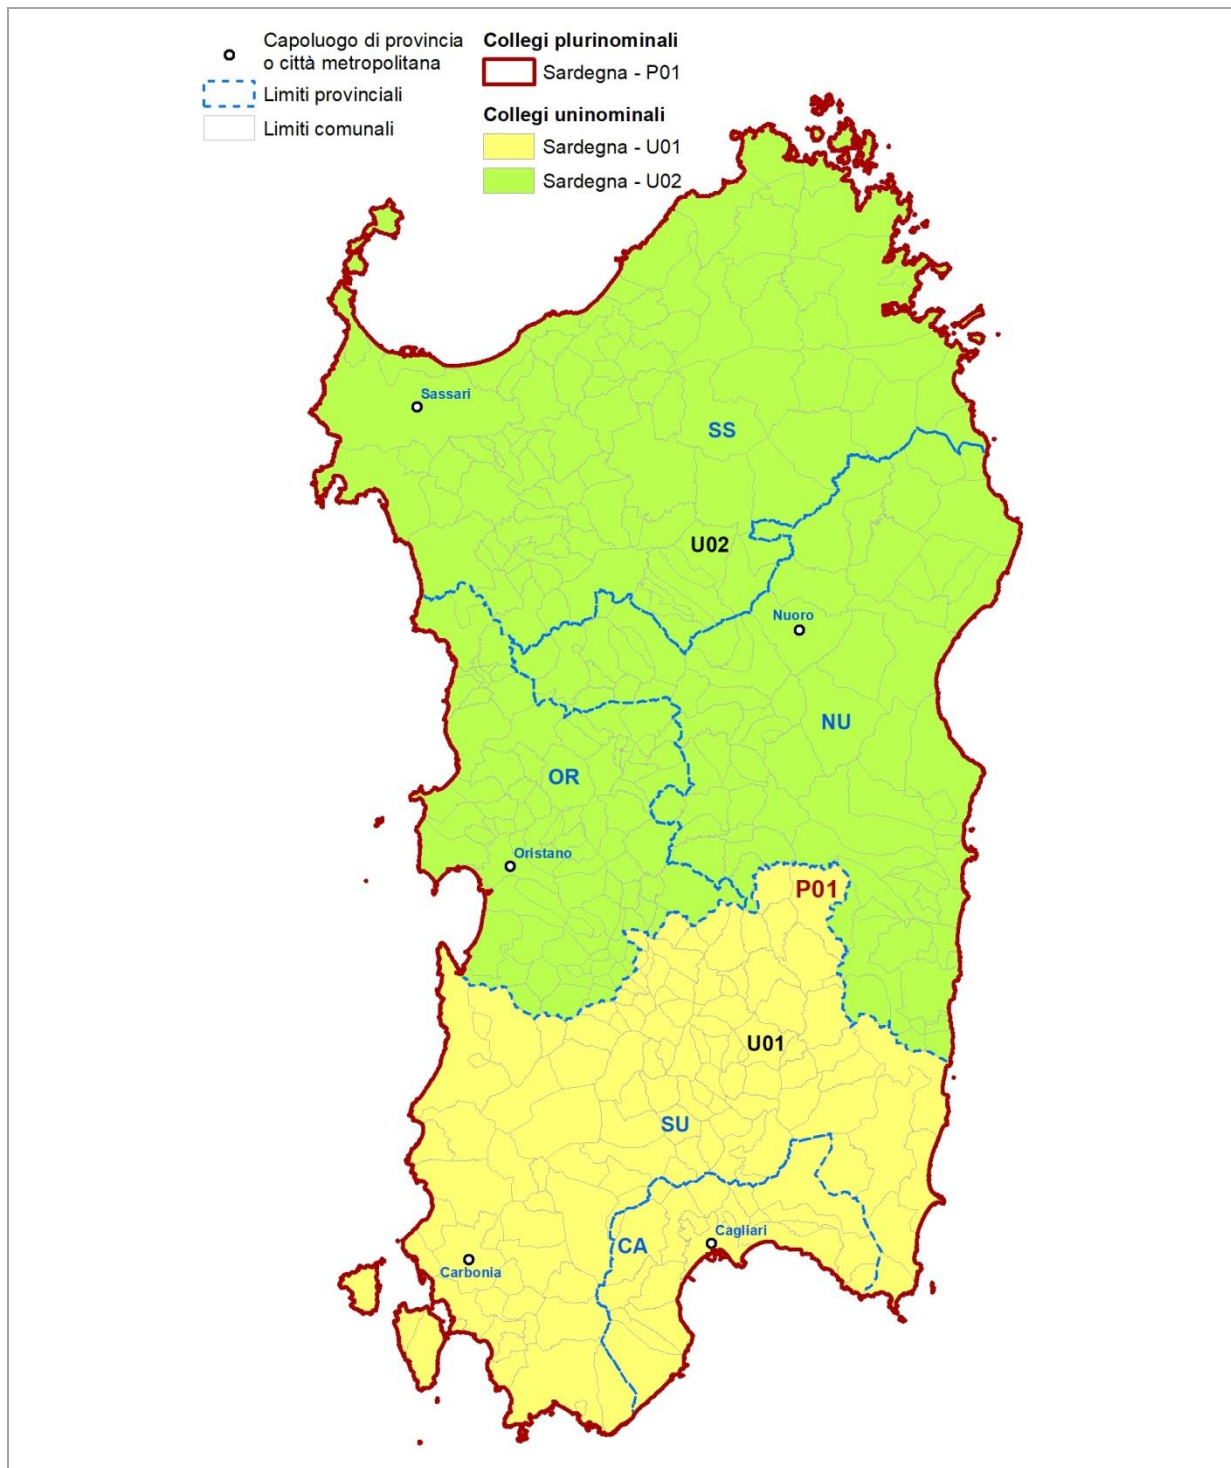 Capoluogo di provincia
o città metropolitana
Limiti provinciali
Limiti comunali
Collegi plurinominali
Sardegna - P01
Collegi uninominali
Sardegna - U01
Sardegna - U02
Sassari
SS
U02
Nuoro
NU
OR
Oristano
P01
U01
SU
Cagliari
CA
Carbonia